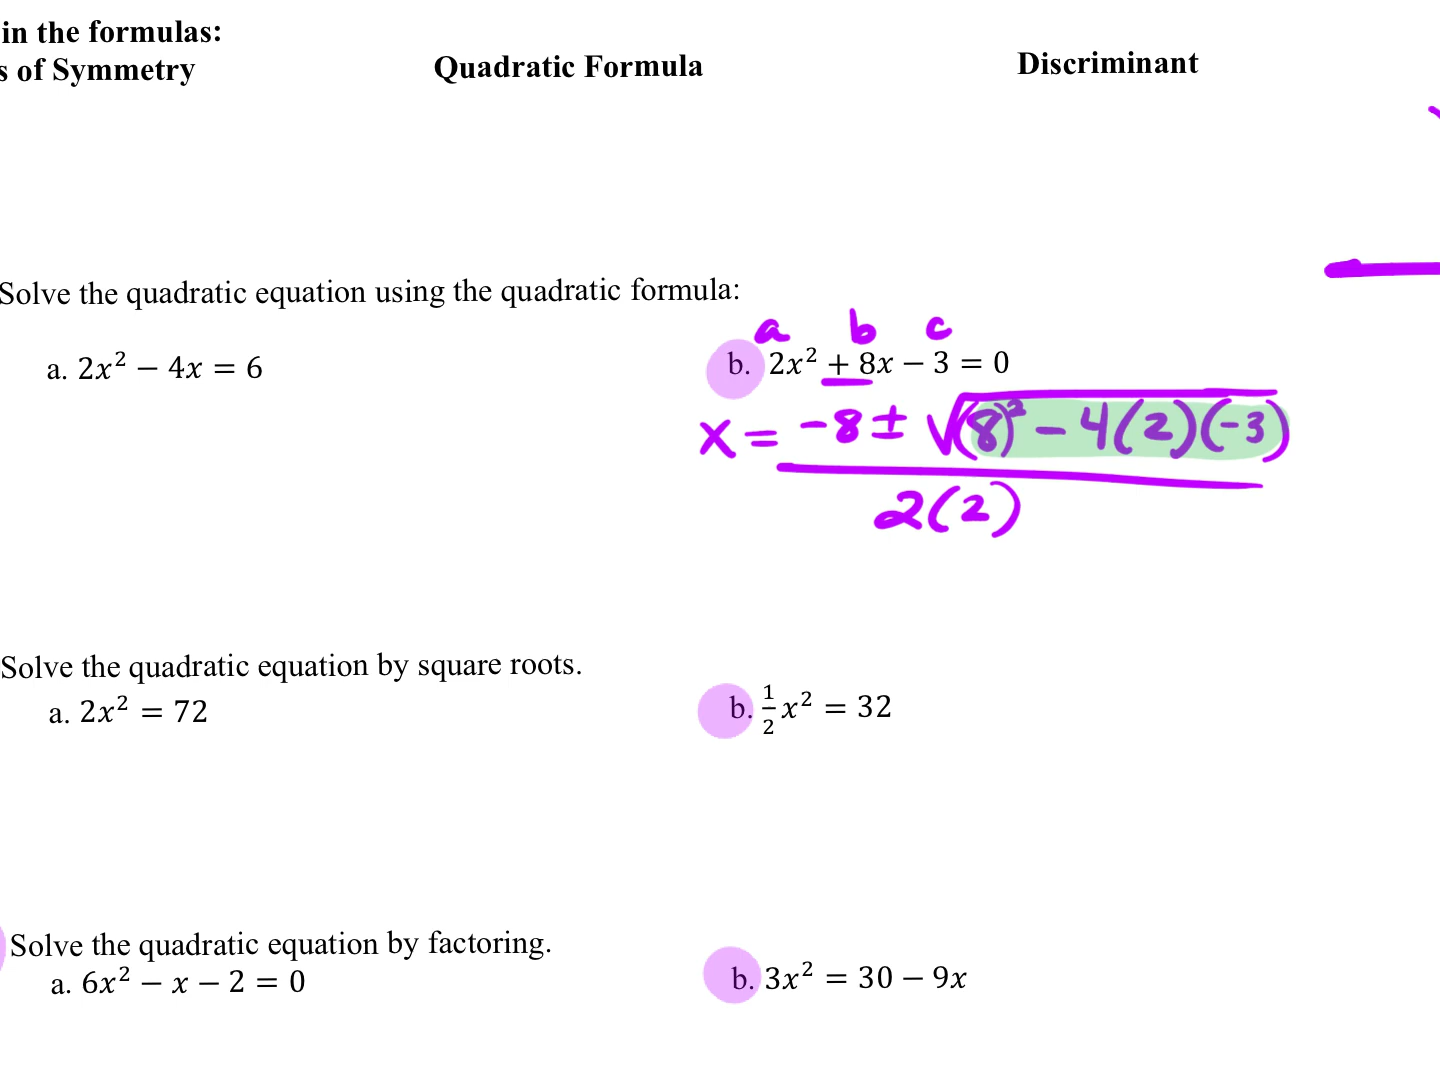 in the formulas:
s of Symmetry
Quadratic Formula
Discriminant
Solve the quadratic equation using the quadratic formula:
a. 2x² − 4x = 6
a b c
b. 2x² + 8x − 3 = 0
x = −8 ± √(8)² − 4(2)(−3)
2(2)
Solve the quadratic equation by square roots.
a. 2x² = 72
b. ½x² = 32
Solve the quadratic equation by factoring.
a. 6x² − x − 2 = 0
b. 3x² = 30 − 9x